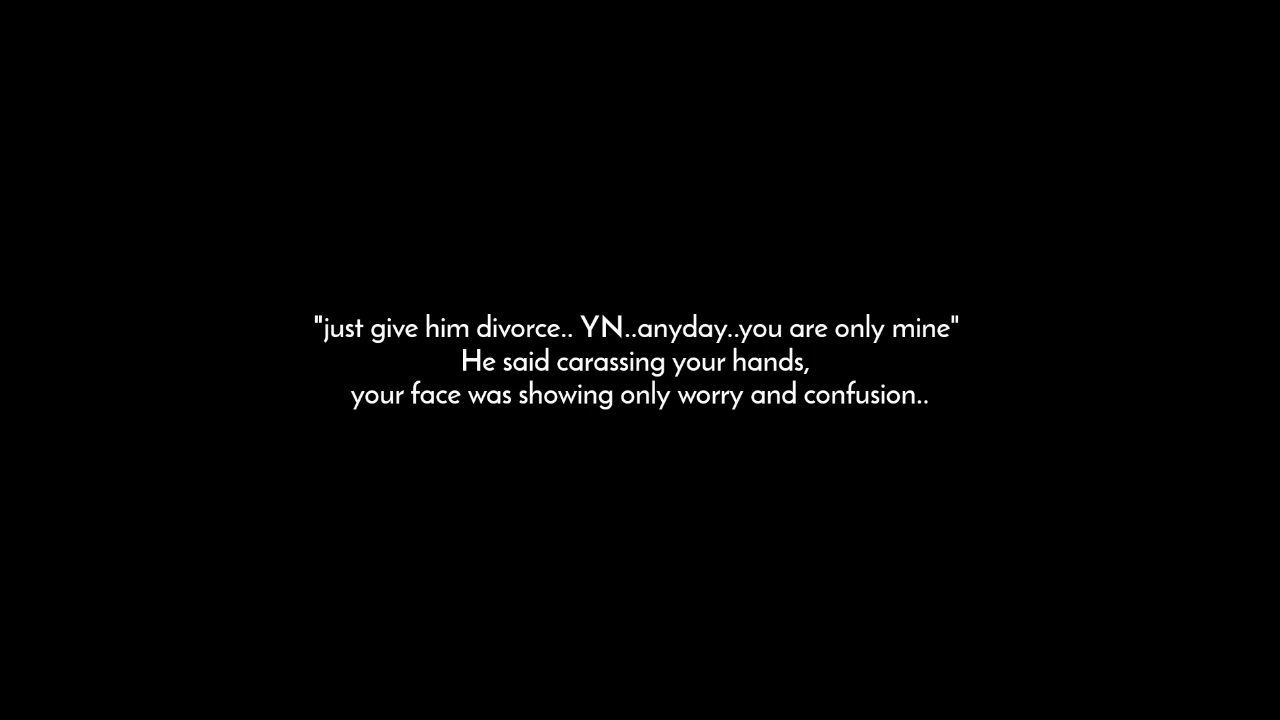 "just give him divorce.. YN..anyday..you are only mine"
He said carassing your hands,
your face was showing only worry and confusion..